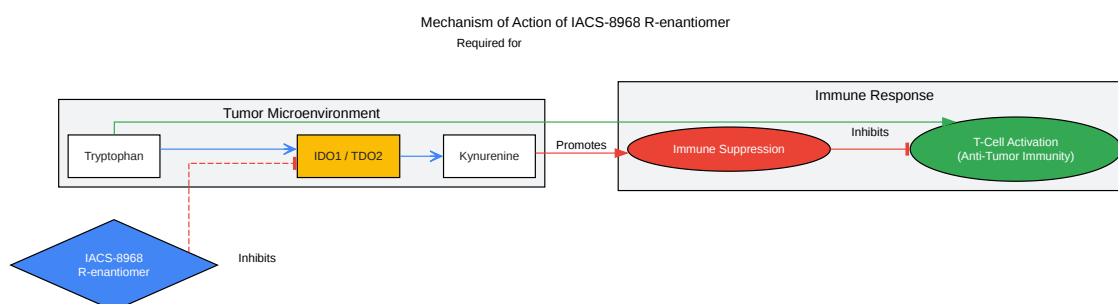 Mechanism of Action of IACS-8968 R-enantiomer
Required for
Tumor Microenvironment
Immune Response
Tryptophan
IDO1 / TDO2
Kynurenine
Promotes
Immune Suppression
Inhibits
T-Cell Activation
(Anti-Tumor Immunity)
IACS-8968
R-enantiomer
Inhibits